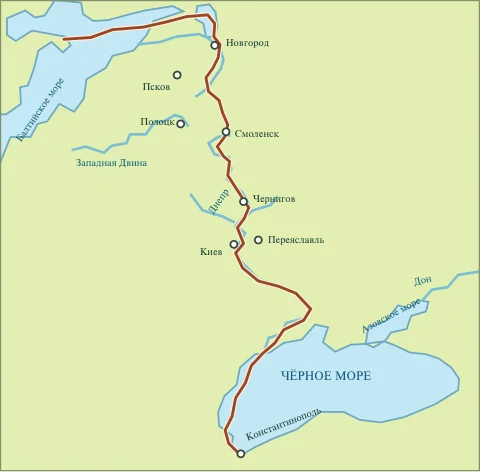 Новгород
Псков
Балтийское море
Полоцк
Смоленск
Западная Двина
Днепр
Чернигов
Переяславль
Киев
Дон
Азовское море
ЧЁРНОЕ МОРЕ
Константинополь